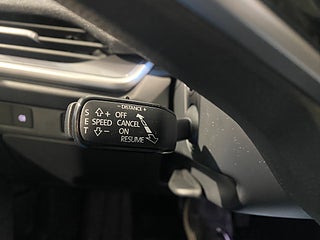 - DISTANCE +
S ⇧+ OFF
E SPEED CANCEL
T ⇩- ON
RESUME